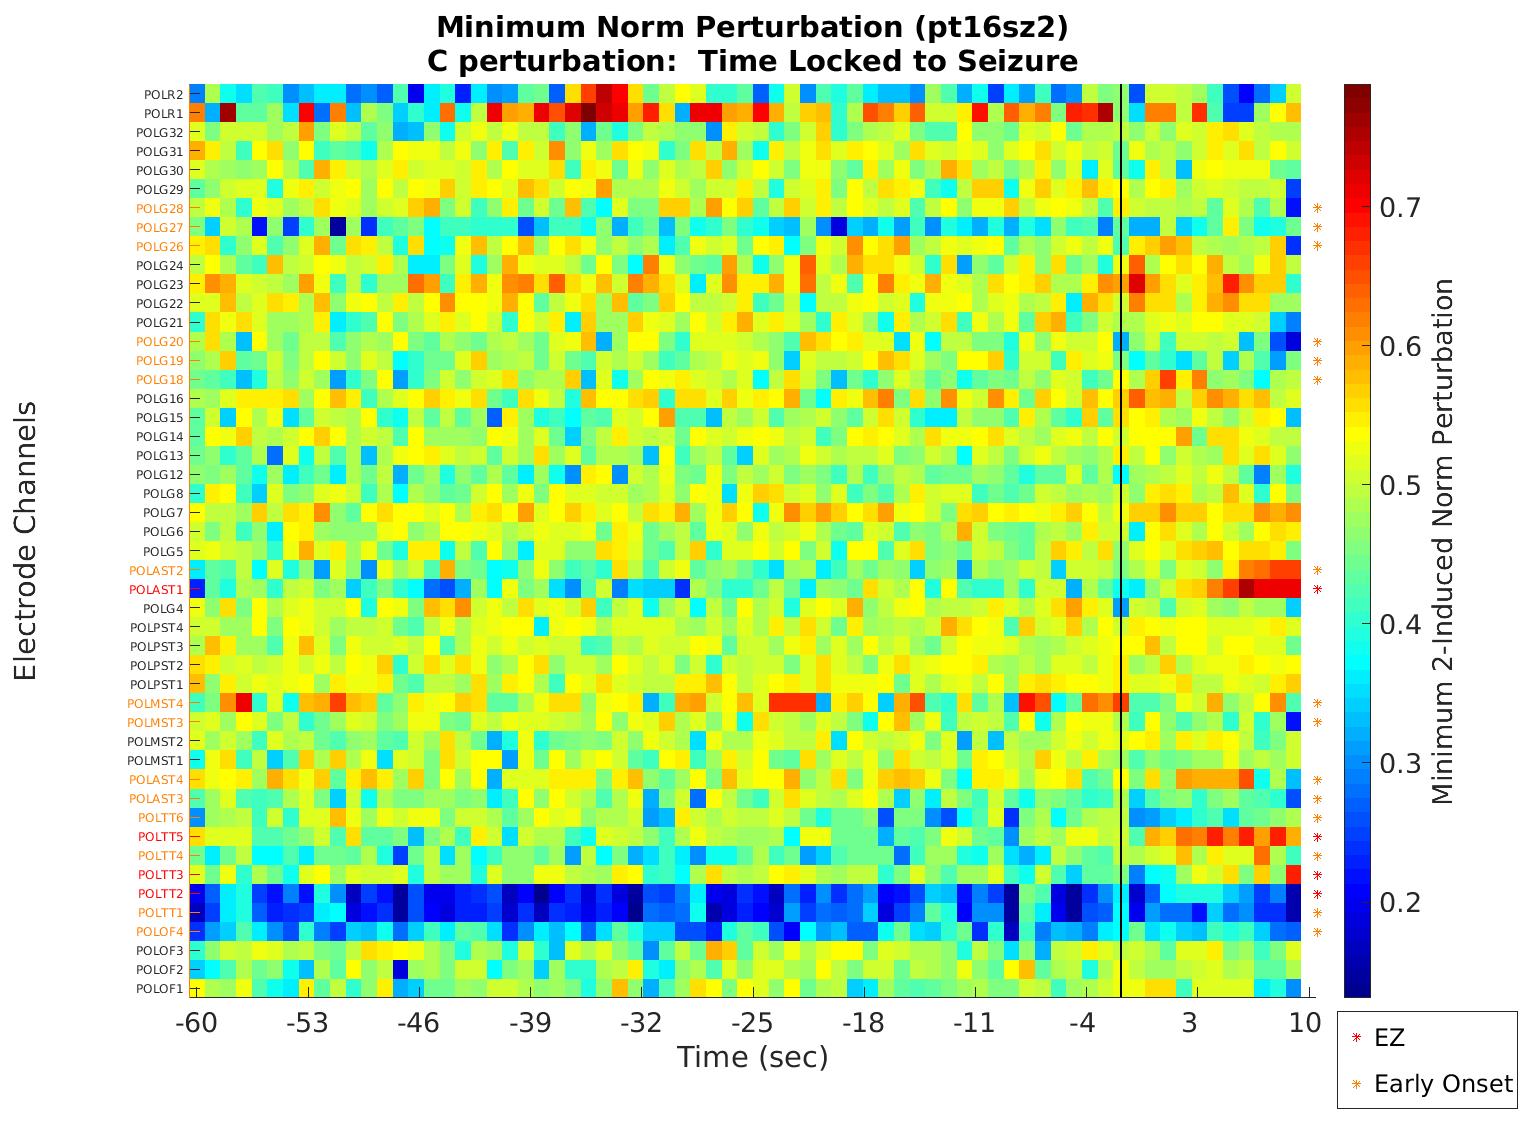 Minimum Norm Perturbation (pt16sz2)
C perturbation:  Time Locked to Seizure
Electrode Channels
POLR2
POLR1
POLG32
POLG31
POLG30
POLG29
POLG28
POLG27
POLG26
POLG24
POLG23
POLG22
POLG21
POLG20
POLG19
POLG18
POLG16
POLG15
POLG14
POLG13
POLG12
POLG8
POLG7
POLG6
POLG5
POLAST2
POLAST1
POLG4
POLPST4
POLPST3
POLPST2
POLPST1
POLMST4
POLMST3
POLMST2
POLMST1
POLAST4
POLAST3
POLTT6
POLTT5
POLTT4
POLTT3
POLTT2
POLTT1
POLOF4
POLOF3
POLOF2
POLOF1
-60 -53 -46 -39 -32 -25 -18 -11 -4 3 10
Time (sec)
0.7
0.6
0.5
0.4
0.3
0.2
Minimum 2-Induced Norm Perturbation
EZ
Early Onset